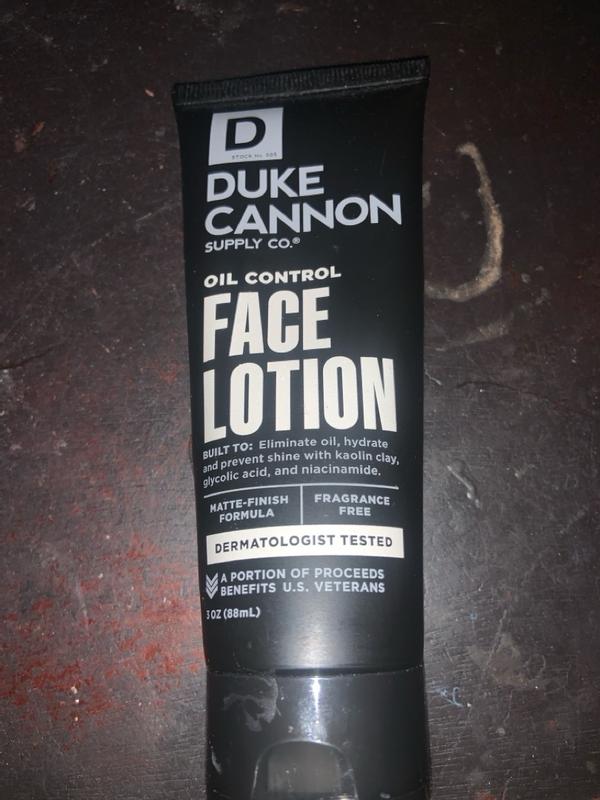 D
STOCK No. 505
DUKE
CANNON
SUPPLY CO.®
OIL CONTROL
FACE
LOTION
BUILT TO: Eliminate oil, hydrate
and prevent shine with kaolin clay,
glycolic acid, and niacinamide.
MATTE-FINISH
FORMULA
FRAGRANCE
FREE
DERMATOLOGIST TESTED
A PORTION OF PROCEEDS
BENEFITS U.S. VETERANS
3 OZ (88mL)